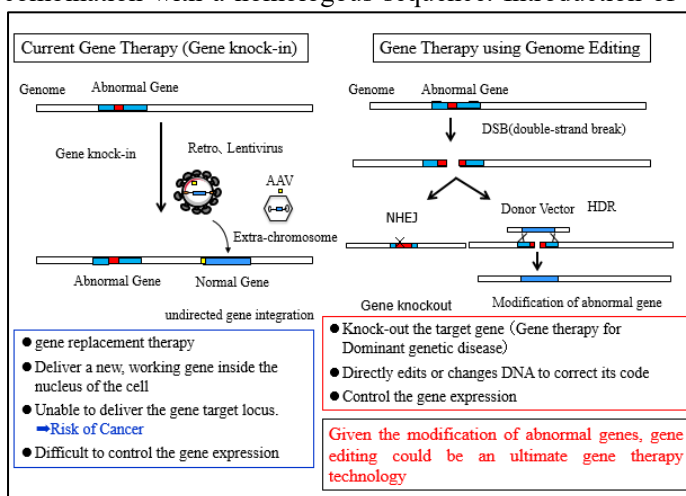 Current Gene Therapy (Gene knock-in)
Genome
Abnormal Gene
Gene knock-in
Retro、Lentivirus
AAV
Extra-chromosome
Abnormal Gene
Normal Gene
undirected gene integration
● gene replacement therapy
● Deliver a new, working gene inside the
nucleus of the cell
● Unable to deliver the gene target locus.
➡Risk of Cancer
● Difficult to control the gene expression
Gene Therapy using Genome Editing
Genome
Abnormal Gene
DSB(double-strand break)
NHEJ
Donor Vector
HDR
Gene knockout
Modification of abnormal gene
● Knock-out the target gene（Gene therapy for
Dominant genetic disease）
● Directly edits or changes DNA to correct its code
● Control the gene expression
Given the modification of abnormal genes, gene
editing could be an ultimate gene therapy
technology